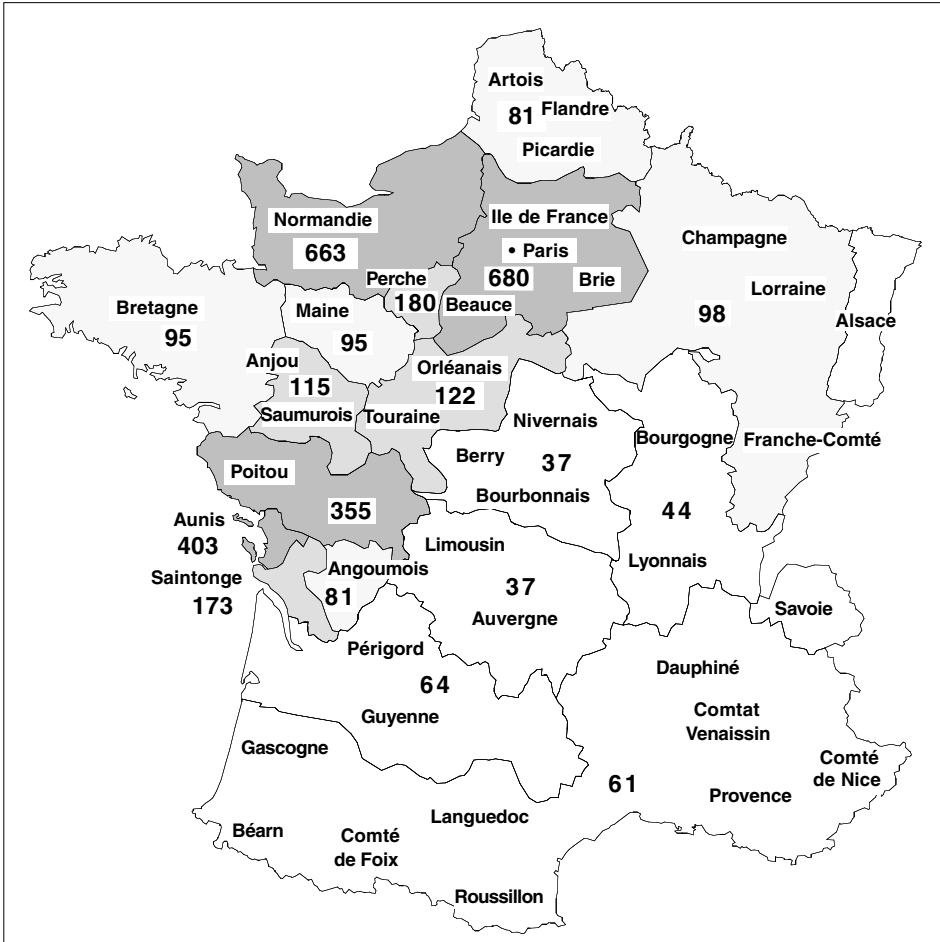 Artois
81 Flandre
Picardie
Normandie
663
Ile de France
• Paris
680
Brie
Champagne
Perche
180
Beauce
Lorraine
98
Bretagne
95
Maine
95
Alsace
Anjou
115
Saumurois
Orléanais
122
Touraine
Nivernais
Berry
37
Bourbonnais
Bourgogne
Franche-Comté
44
Lyonnais
Poitou
355
Aunis
403
Saintonge
173
Angoumois
81
Limousin
37
Auvergne
Savoie
Périgord
64
Guyenne
Dauphiné
Comtat
Venaissin
Comté
de Nice
61
Provence
Gascogne
Languedoc
Béarn
Comté
de Foix
Roussillon